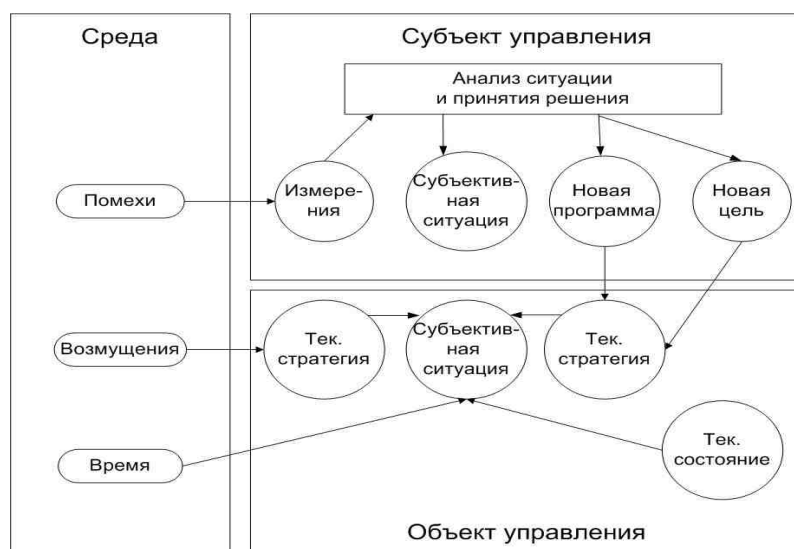 Среда
Субъект управления
Анализ ситуации
и принятия решения
Помехи
Измере-
ния
Субъектив-
ная
ситуация
Новая
программа
Новая
цель
Возмущения
Тек.
стратегия
Субъектив-
ная
ситуация
Тек.
стратегия
Время
Тек.
состояние
Объект управления